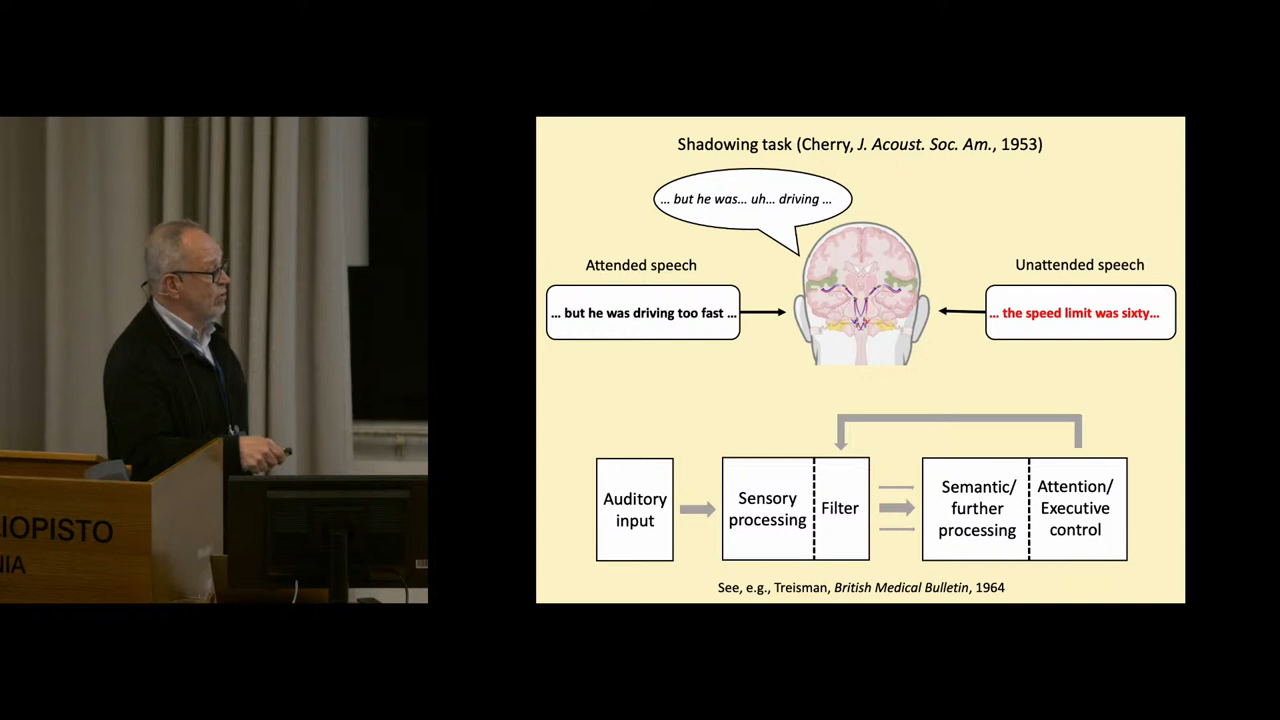 Shadowing task (Cherry, J. Acoust. Soc. Am., 1953)
... but he was... uh... driving ...
Attended speech
Unattended speech
... but he was driving too fast ...
... the speed limit was sixty...
Auditory
input
Sensory
processing
Filter
Semantic/
further
processing
Attention/
Executive
control
See, e.g., Treisman, British Medical Bulletin, 1964
LIOPISTO
NIA